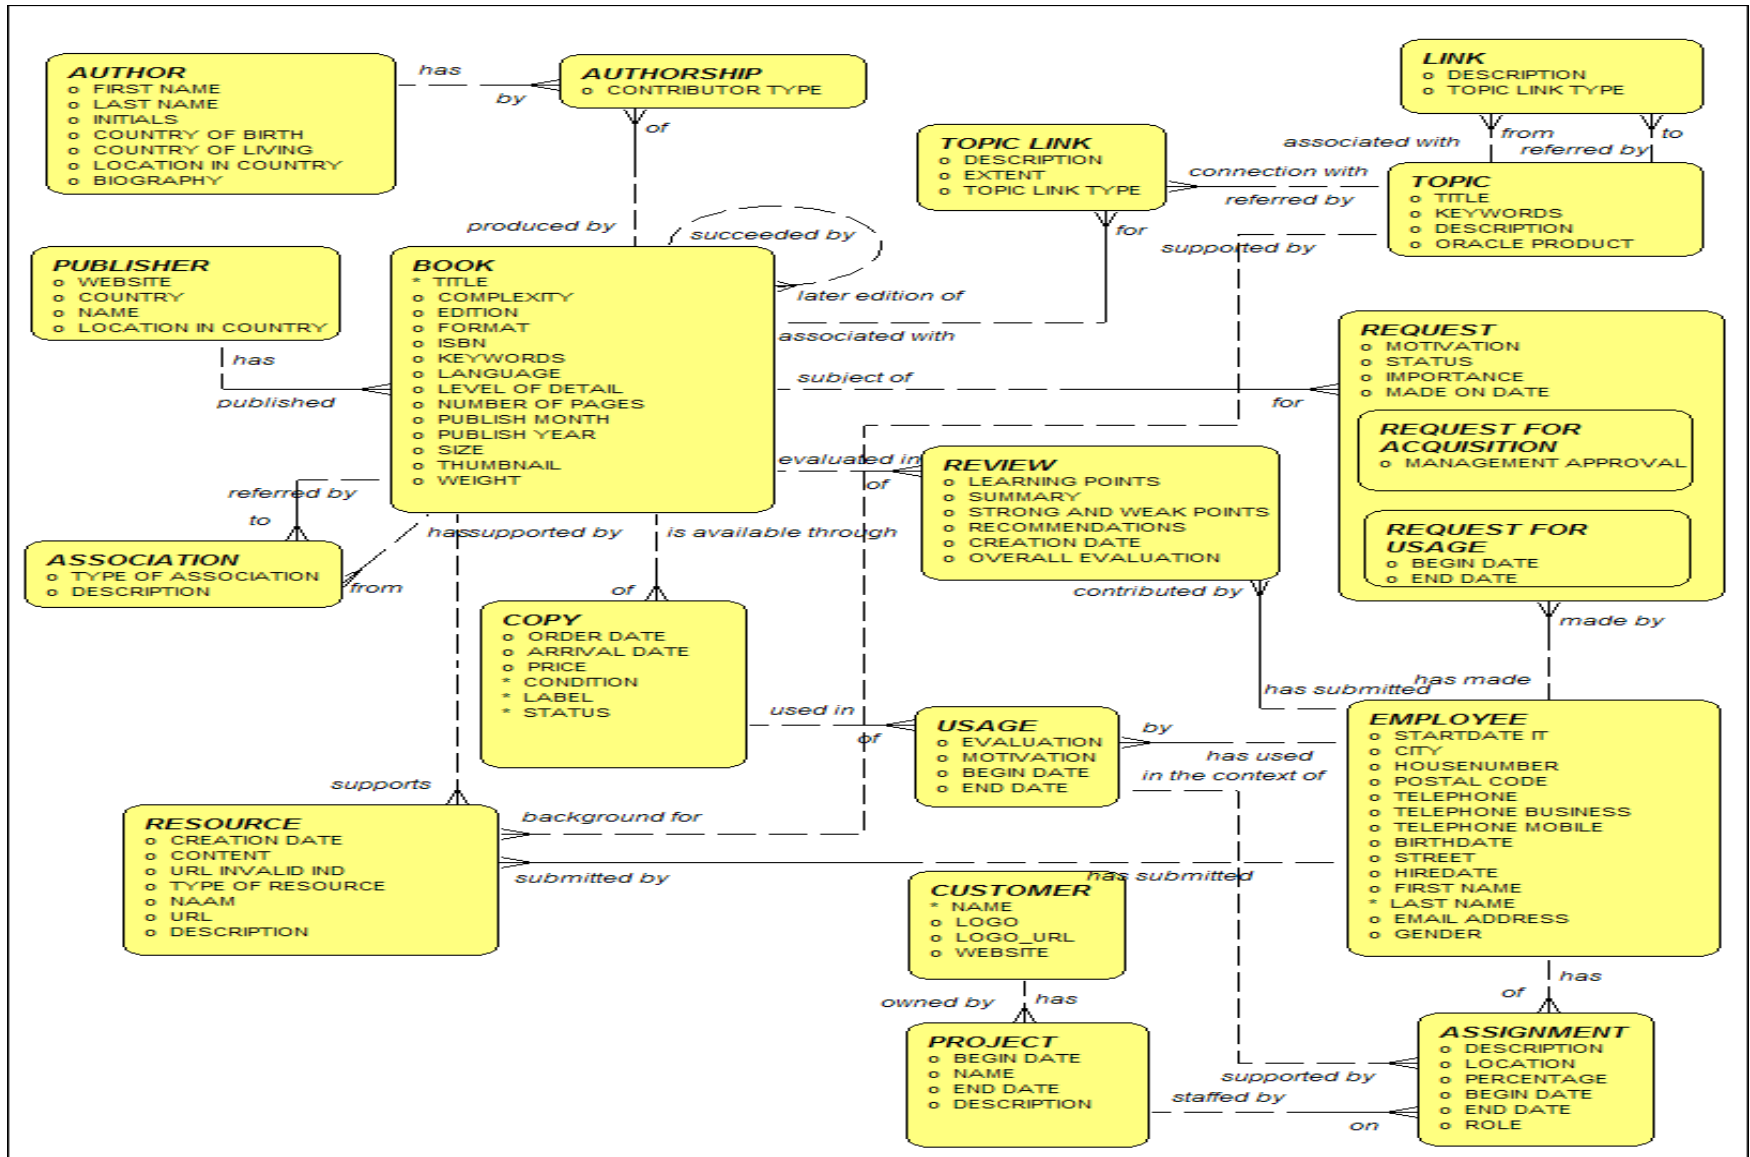 AUTHOR
o FIRST NAME
o LAST NAME
o INITIALS
o COUNTRY OF BIRTH
o COUNTRY OF LIVING
o LOCATION IN COUNTRY
o BIOGRAPHY
has
by
AUTHORSHIP
o CONTRIBUTOR TYPE
of
produced by
LINK
o DESCRIPTION
o TOPIC LINK TYPE
from
to
associated with
referred by
TOPIC LINK
o DESCRIPTION
o EXTENT
o TOPIC LINK TYPE
connection with
referred by
for
supported by
TOPIC
o TITLE
o KEYWORDS
o DESCRIPTION
o ORACLE PRODUCT
PUBLISHER
o WEBSITE
o COUNTRY
o NAME
o LOCATION IN COUNTRY
has
published
BOOK
* TITLE
o COMPLEXITY
o EDITION
o FORMAT
o ISBN
o KEYWORDS
o LANGUAGE
o LEVEL OF DETAIL
o NUMBER OF PAGES
o PUBLISH MONTH
o PUBLISH YEAR
o SIZE
o THUMBNAIL
o WEIGHT
succeeded by
later edition of
associated with
subject of
for
evaluated in
of
REQUEST
o MOTIVATION
o STATUS
o IMPORTANCE
o MADE ON DATE
REQUEST FOR
ACQUISITION
o MANAGEMENT APPROVAL
REQUEST FOR
USAGE
o BEGIN DATE
o END DATE
made by
has made
REVIEW
o LEARNING POINTS
o SUMMARY
o STRONG AND WEAK POINTS
o RECOMMENDATIONS
o CREATION DATE
o OVERALL EVALUATION
contributed by
has submitted
referred by
to
ASSOCIATION
o TYPE OF ASSOCIATION
o DESCRIPTION
from
has supported by
is available through
of
COPY
o ORDER DATE
o ARRIVAL DATE
o PRICE
* CONDITION
* LABEL
* STATUS
used in
of
USAGE
o EVALUATION
o MOTIVATION
o BEGIN DATE
o END DATE
by
has used
in the context of
EMPLOYEE
o STARTDATE IT
o CITY
o HOUSENUMBER
o POSTAL CODE
o TELEPHONE
o TELEPHONE BUSINESS
o TELEPHONE MOBILE
o BIRTHDATE
o STREET
o HIREDATE
o FIRST NAME
* LAST NAME
o EMAIL ADDRESS
o GENDER
supports
RESOURCE
o CREATION DATE
o CONTENT
o URL INVALID IND
o TYPE OF RESOURCE
o NAAM
o URL
o DESCRIPTION
background for
submitted by
has submitted
CUSTOMER
* NAME
o LOGO
o LOGO_URL
o WEBSITE
owned by
has
PROJECT
o BEGIN DATE
o NAME
o END DATE
o DESCRIPTION
supported by
staffed by
on
has
of
ASSIGNMENT
o DESCRIPTION
o LOCATION
o PERCENTAGE
o BEGIN DATE
o END DATE
o ROLE